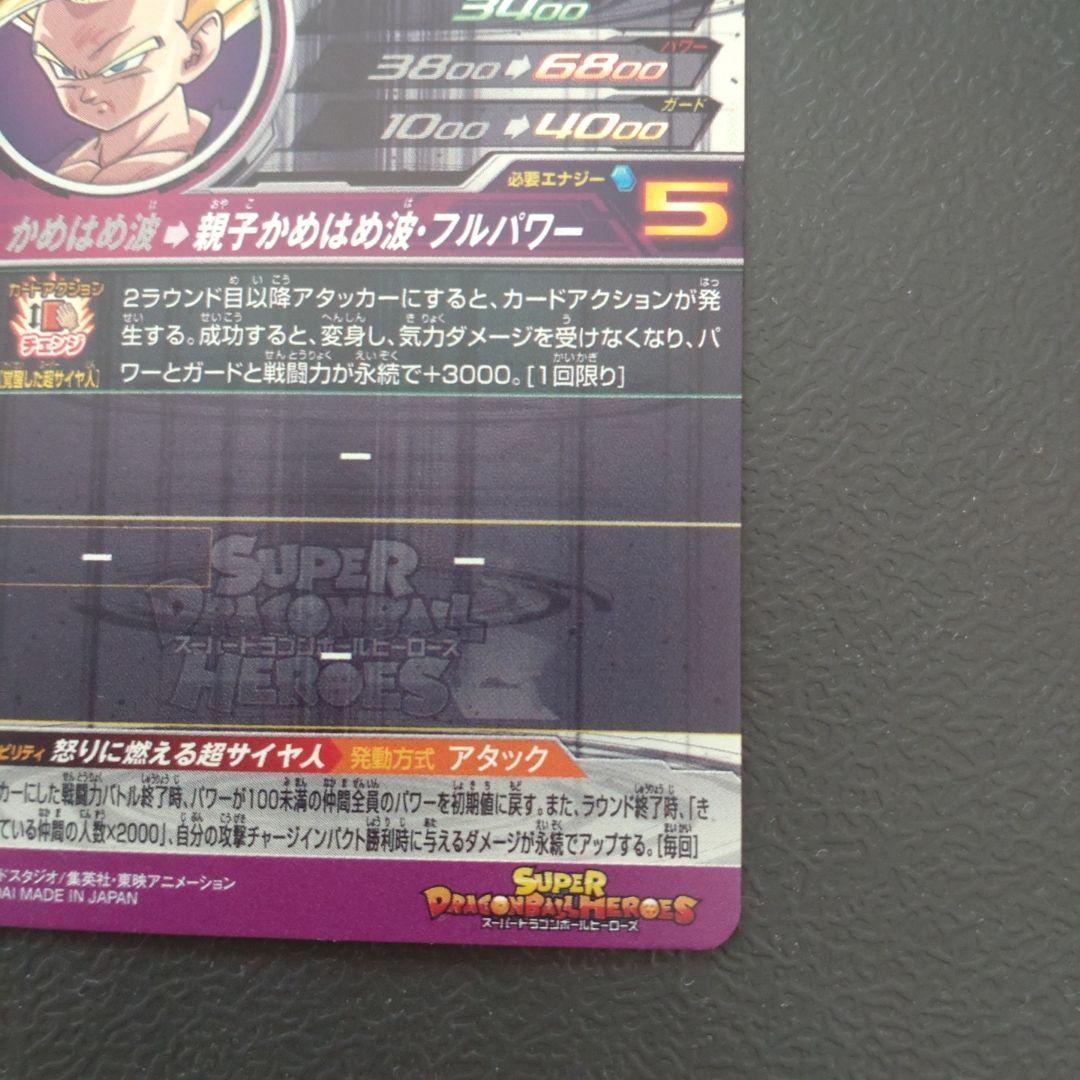 3400
パワー
3800 6800
ガード
1000 4000
必要エナジー 5
かめはめ波 親子かめはめ波・フルパワー
カードアクション
チェンジ
[覚醒した超サイヤ人]
2ラウンド目以降アタッカーにすると、カードアクションが発
生する。成功すると、変身し、気力ダメージを受けなくなり、パ
ワーとガードと戦闘力が永続で+3000。[1回限り]
ー
ー ー
ー
SUPER
DRAGONBALL
スーパードラゴンボールヒーローズ
HEROES
ビリティ 怒りに燃える超サイヤ人 発動方式 アタック
カーにした戦闘力バトル終了時、パワーが100未満の仲間全員のパワーを初期値に戻す。また、ラウンド終了時、「き
ている仲間の人数×2000」、自分の攻撃チャージインパクト勝利時に与えるダメージが永続でアップする。[毎回]
ドスタジオ/集英社・東映アニメーション
DAI MADE IN JAPAN
SUPER
DRAGONBALL HEROES
スーパードラゴンボールヒーローズ